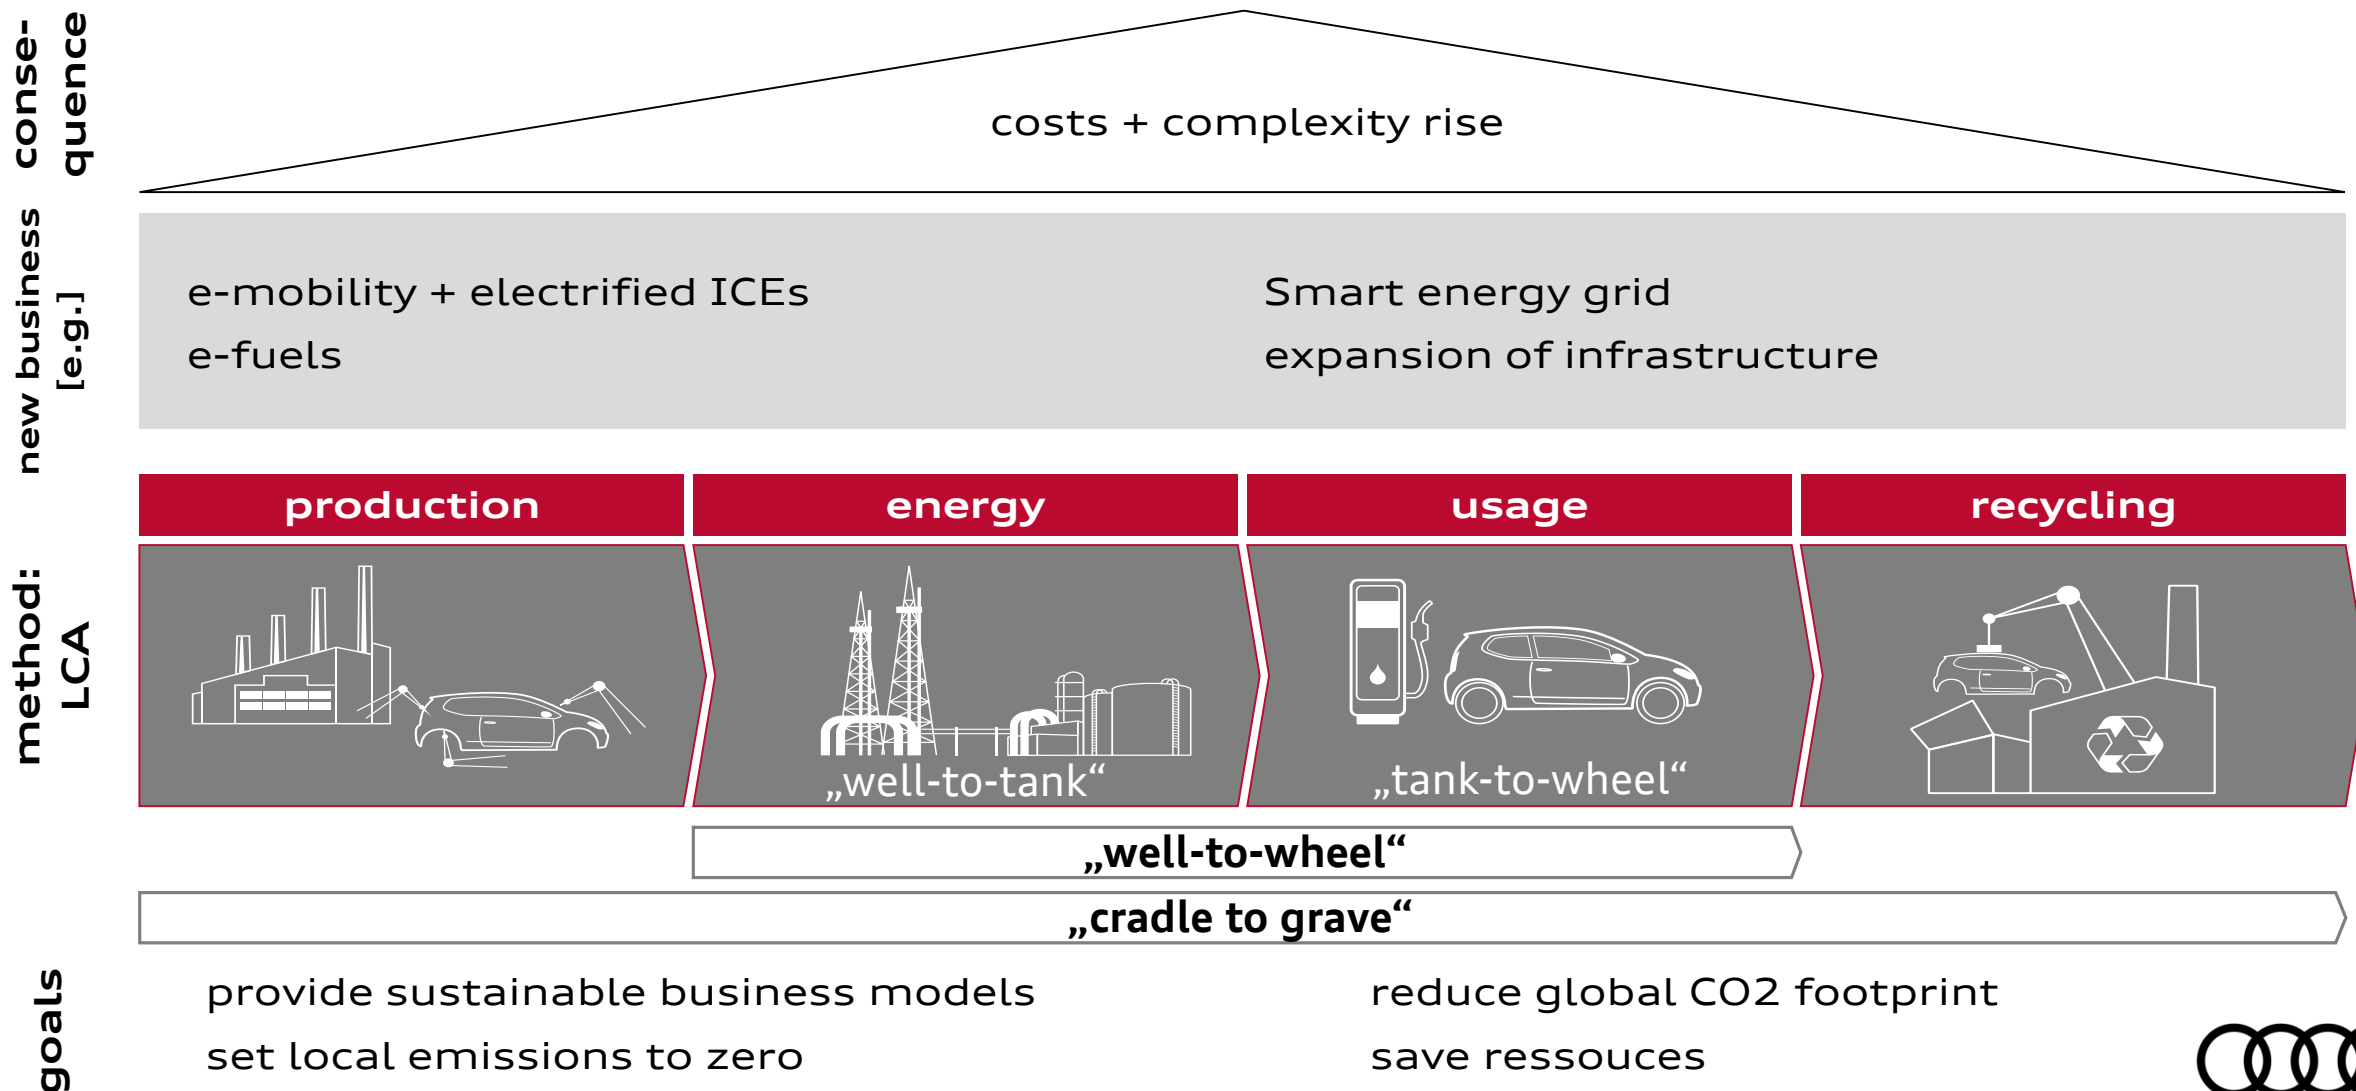 conse-
quence
costs + complexity rise
new business
[e.g.]
e-mobility + electrified ICEs
e-fuels
Smart energy grid
expansion of infrastructure
production
energy
usage
recycling
method:
LCA
„well-to-tank“
„tank-to-wheel“
„well-to-wheel“
„cradle to grave“
goals
provide sustainable business models
set local emissions to zero
reduce global CO2 footprint
save ressouces